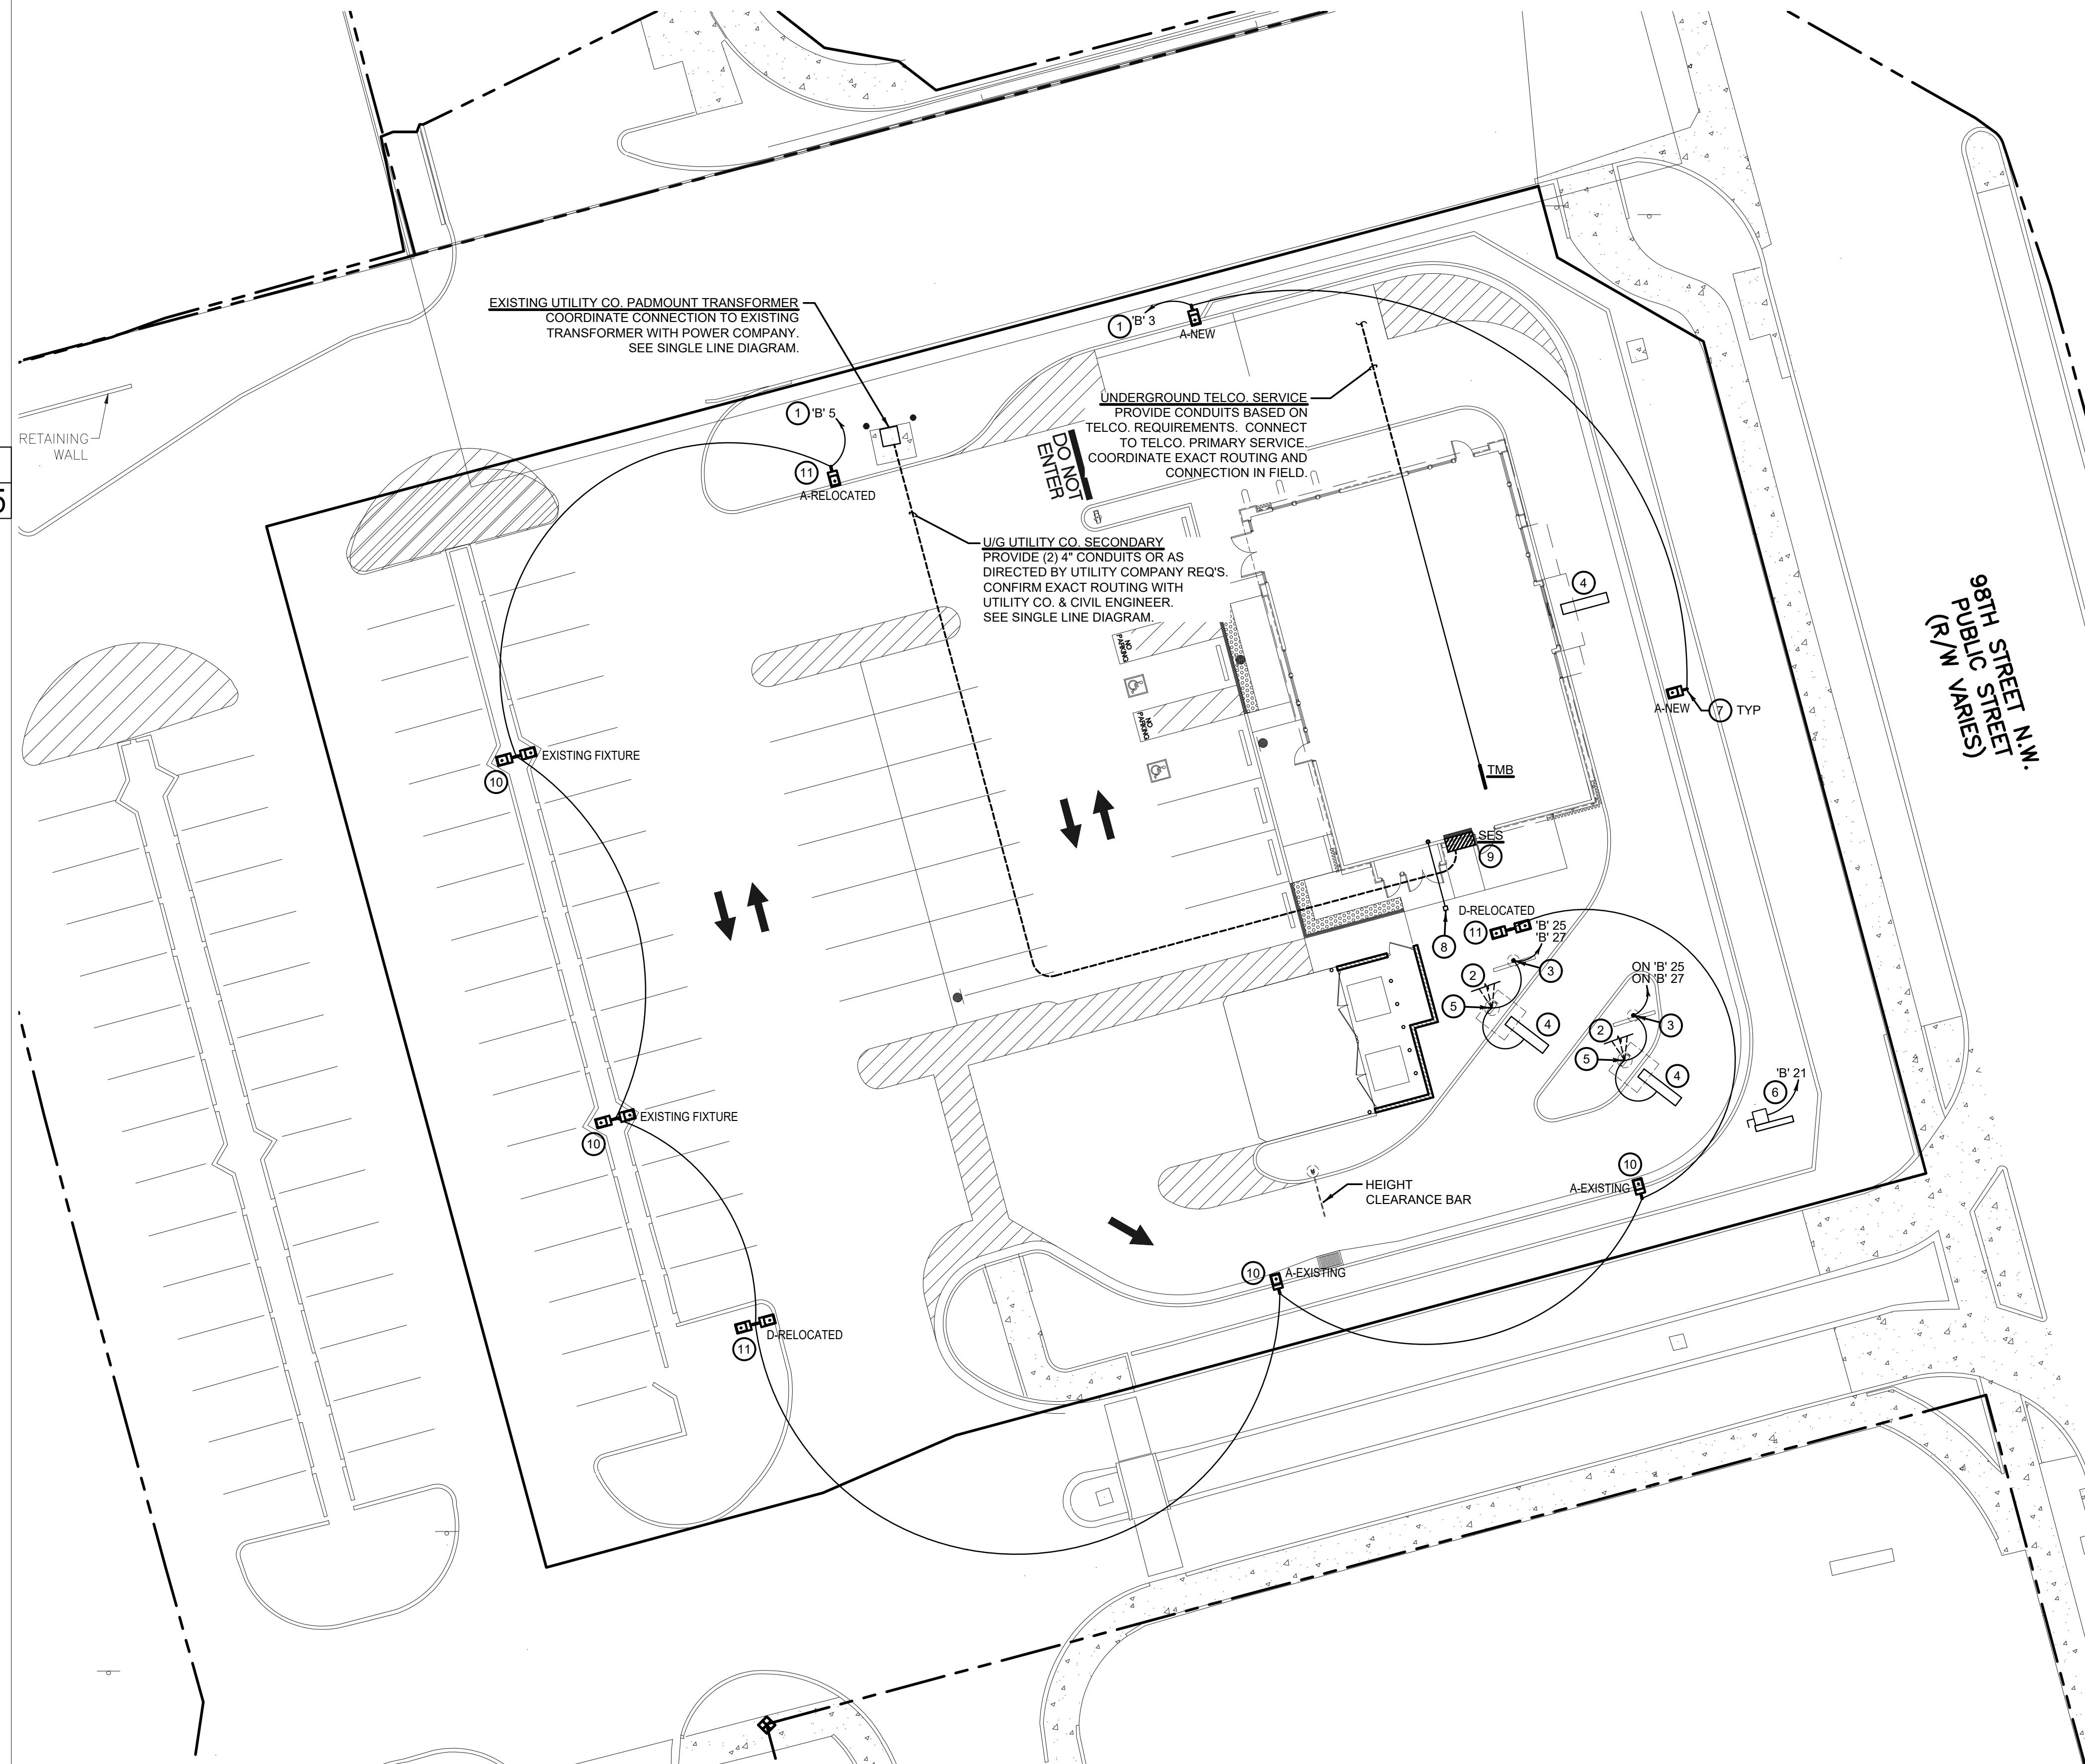 EXISTING UTILITY CO. PADMOUNT TRANSFORMER
COORDINATE CONNECTION TO EXISTING
TRANSFORMER WITH POWER COMPANY.
SEE SINGLE LINE DIAGRAM.
1 'B' 3
A-NEW
UNDERGROUND TELCO. SERVICE
PROVIDE CONDUITS BASED ON
TELCO. REQUIREMENTS. CONNECT
TO TELCO. PRIMARY SERVICE.
COORDINATE EXACT ROUTING AND
CONNECTION IN FIELD.
RETAINING
WALL
1 'B' 5
11
A-RELOCATED
DO NOT
ENTER
5
U/G UTILITY CO. SECONDARY
PROVIDE (2) 4" CONDUITS OR AS
DIRECTED BY UTILITY COMPANY REQ'S.
CONFIRM EXACT ROUTING WITH
UTILITY CO. & CIVIL ENGINEER.
SEE SINGLE LINE DIAGRAM.
4
98TH STREET N.W.
PUBLIC STREET
(R/W VARIES)
NO
PARKING
NO
PARKING
A-NEW
7 TYP
EXISTING FIXTURE
10
TMB
SES
9
D-RELOCATED
11
'B' 25
'B' 27
8
2
3
5
4
ON 'B' 25
ON 'B' 27
2
3
5
4
'B' 21
6
EXISTING FIXTURE
10
HEIGHT
CLEARANCE BAR
10
A-EXISTING
10 A-EXISTING
D-RELOCATED
11